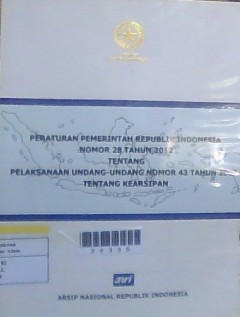 PERATURAN PEMERINTAH REPUBLIK INDONESIA
NOMOR 28 TAHUN 2012
TENTANG
PELAKSANAAN UNDANG-UNDANG NOMOR 43 TAHUN
TENTANG KEARSIPAN
anri
ARSIP NASIONAL REPUBLIK INDONESIA